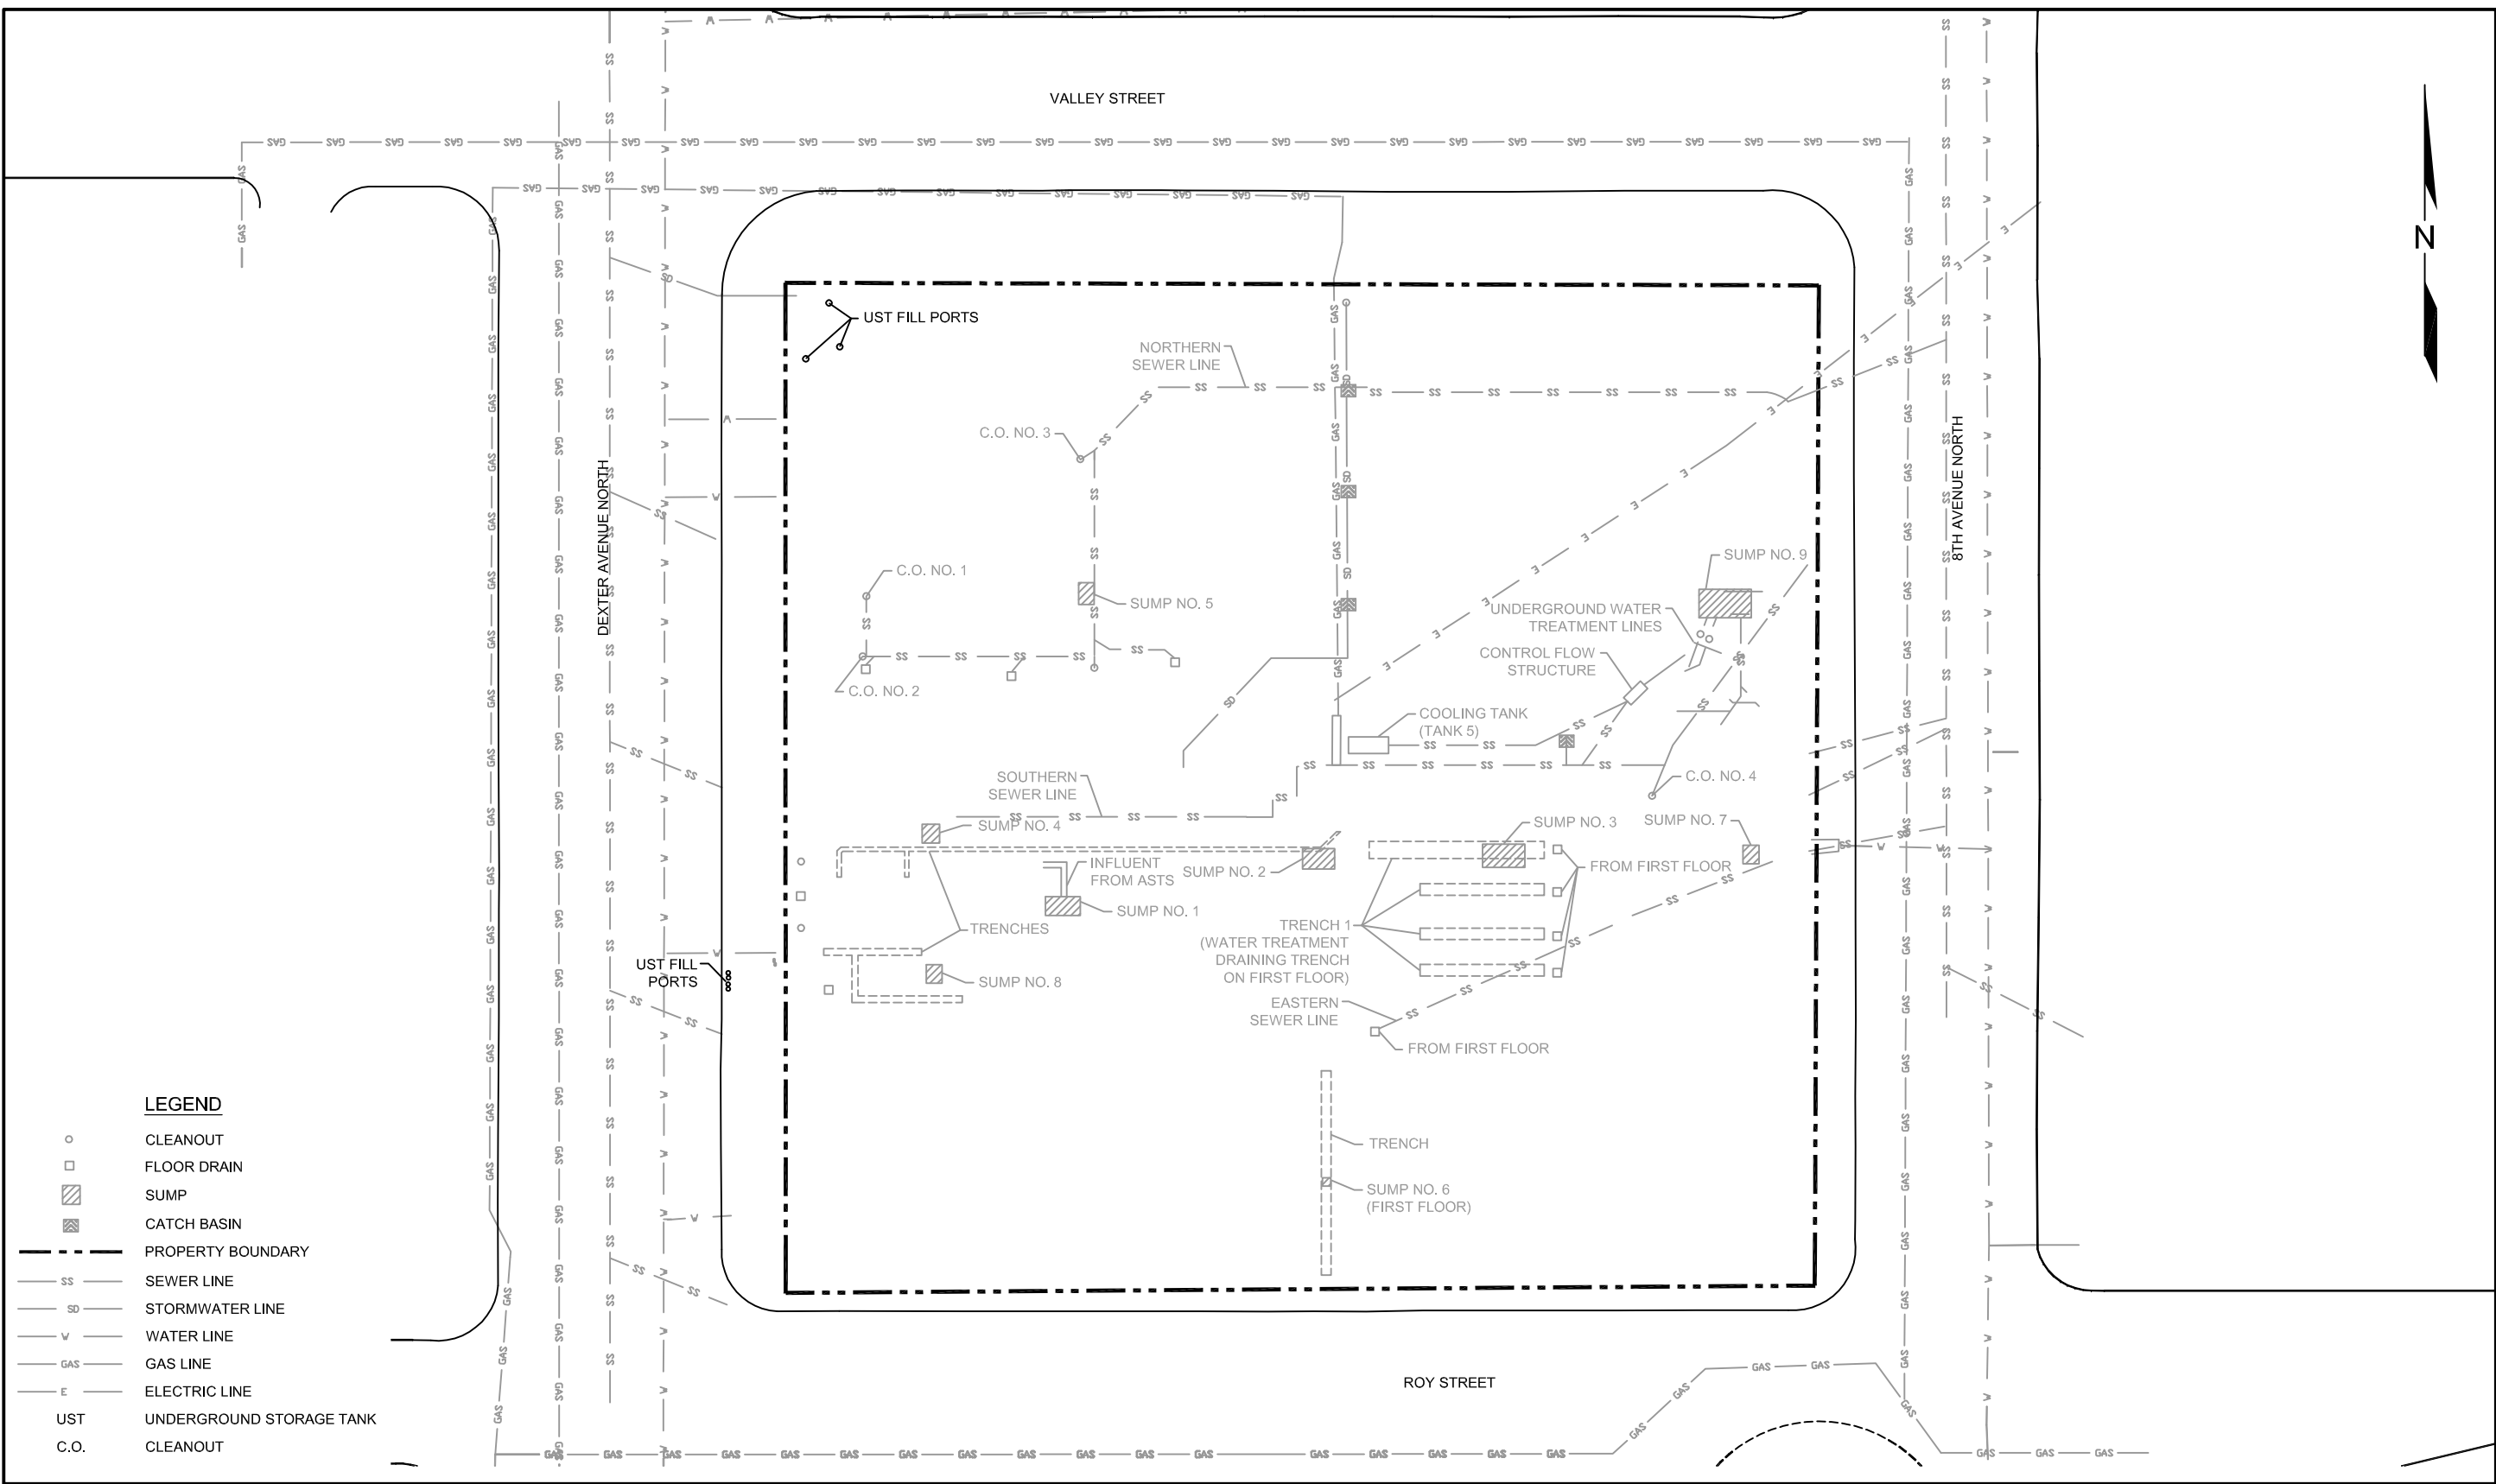 VALLEY STREET
N
UST FILL PORTS
NORTHERN
SEWER LINE
C.O. NO. 3
DEXTER AVENUE NORTH
8TH AVENUE NORTH
C.O. NO. 1
SUMP NO. 5
SUMP NO. 9
UNDERGROUND WATER
TREATMENT LINES
CONTROL FLOW
STRUCTURE
C.O. NO. 2
COOLING TANK
(TANK 5)
SOUTHERN
SEWER LINE
C.O. NO. 4
SUMP NO. 4
SUMP NO. 3
SUMP NO. 7
INFLUENT
FROM ASTS
SUMP NO. 2
FROM FIRST FLOOR
SUMP NO. 1
TRENCHES
TRENCH 1
(WATER TREATMENT
DRAINING TRENCH
ON FIRST FLOOR)
UST FILL
PORTS
SUMP NO. 8
EASTERN
SEWER LINE
FROM FIRST FLOOR
TRENCH
SUMP NO. 6
(FIRST FLOOR)
ROY STREET
LEGEND
CLEANOUT
FLOOR DRAIN
SUMP
CATCH BASIN
PROPERTY BOUNDARY
SS SEWER LINE
SD STORMWATER LINE
W WATER LINE
GAS GAS LINE
E ELECTRIC LINE
UST UNDERGROUND STORAGE TANK
C.O. CLEANOUT